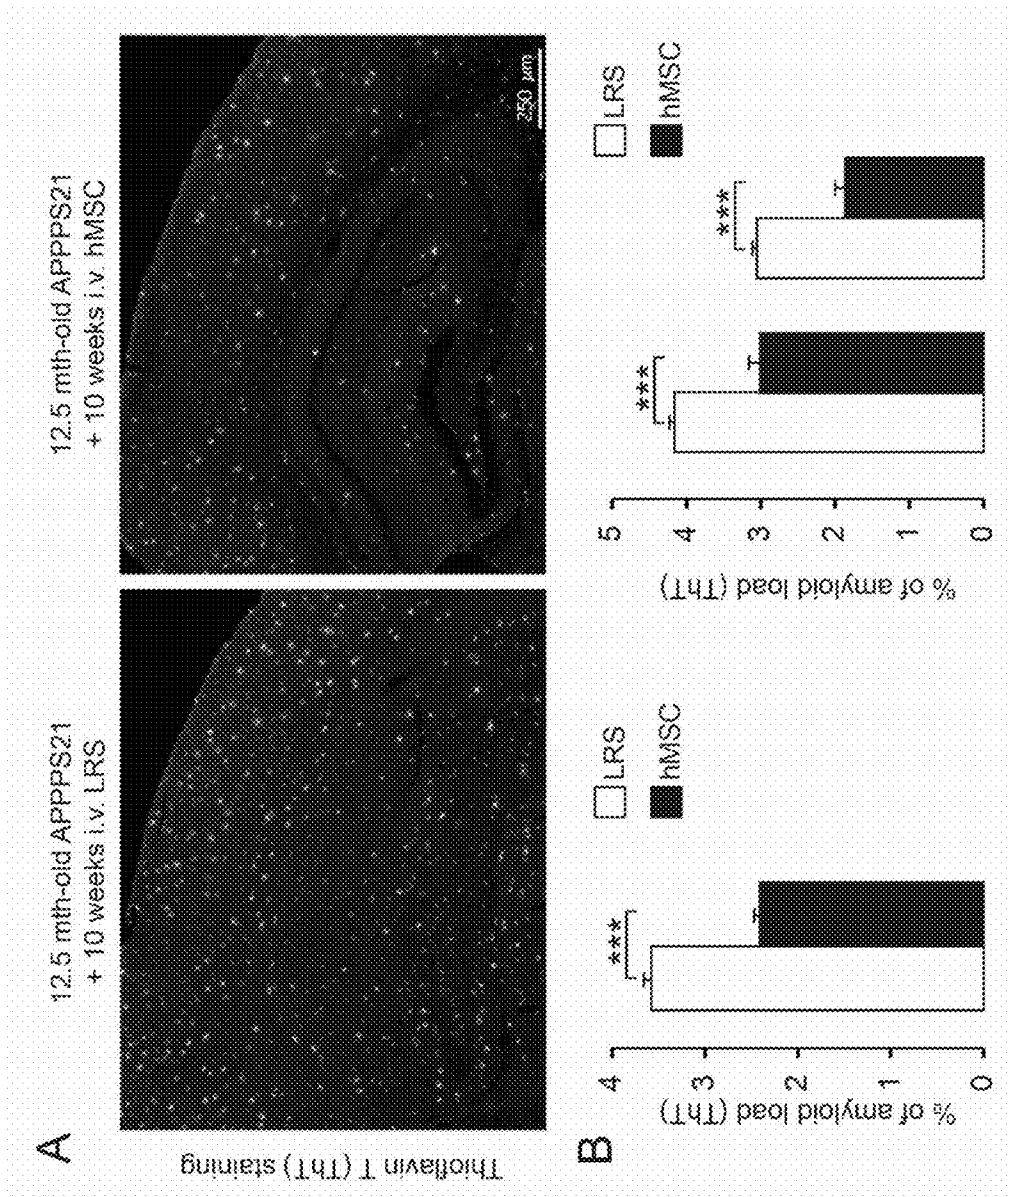 A
12.5 mth-old APPPS21
+ 10 weeks i.v. LRS
12.5 mth-old APPPS21
+ 10 weeks i.v. hMSC
Thioflavin T (ThT) staining
250 µm
B
% of amyloid load (ThT)
4
3
2
1
0
***
LRS
hMSC
% of amyloid load (ThT)
5
4
3
2
1
0
***
***
LRS
hMSC